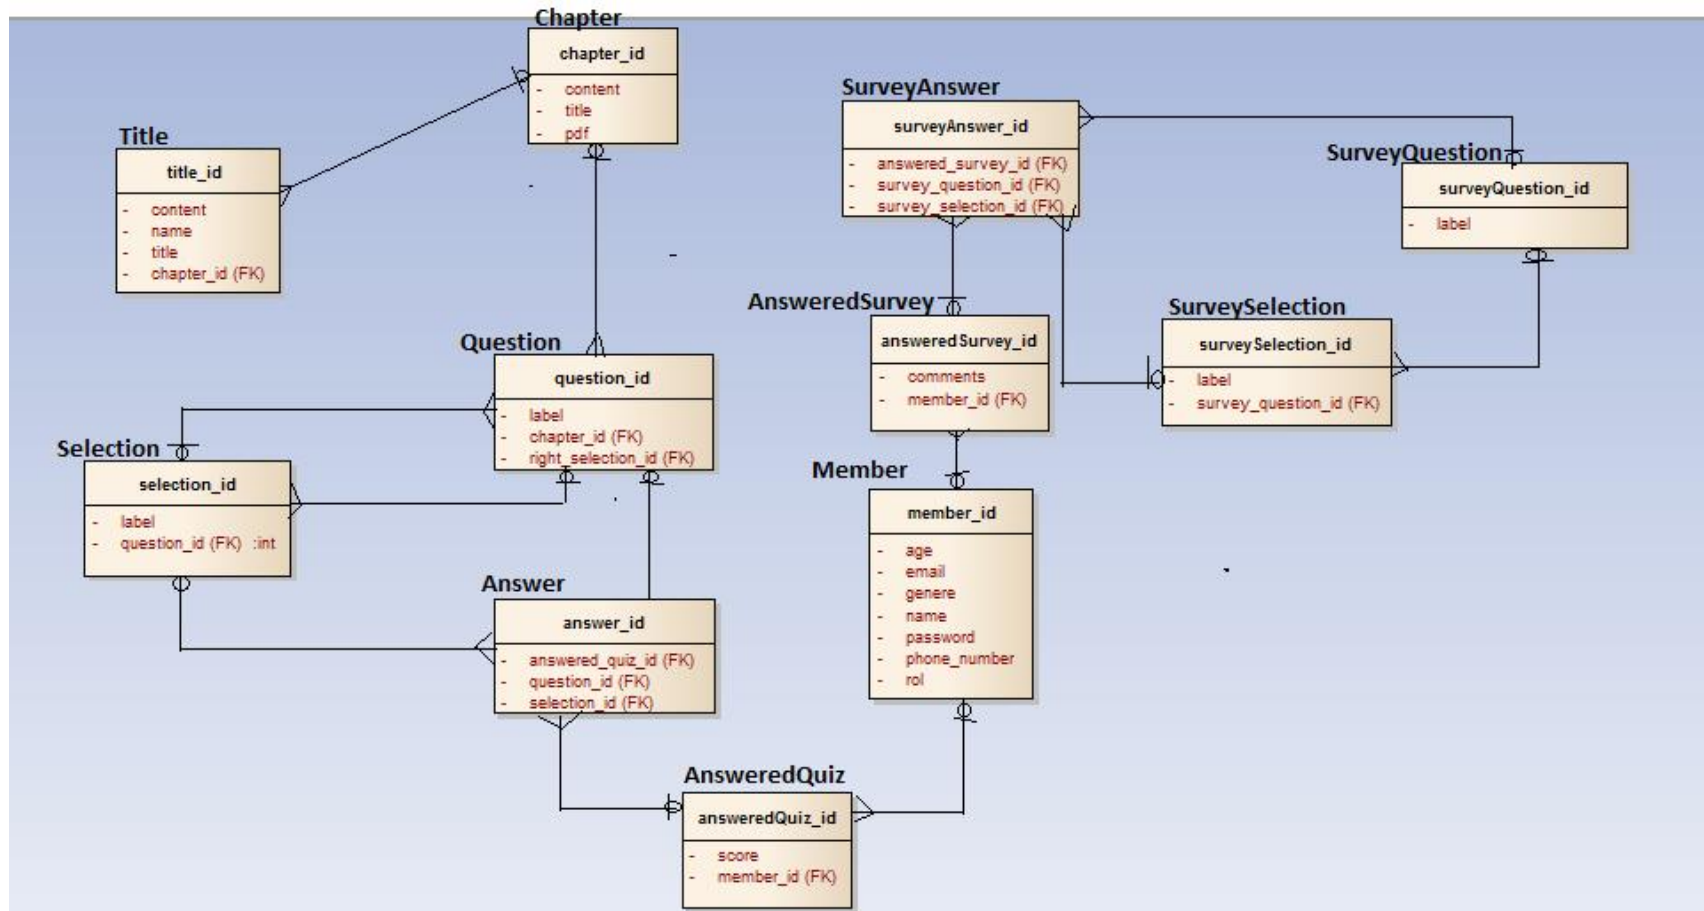 Chapter
chapter_id
- content
- title
- pdf
Title
title_id
- content
- name
- title
- chapter_id (FK)
Question
question_id
- label
- chapter_id (FK)
- right_selection_id (FK)
Selection
selection_id
- label
- question_id (FK) :int
Answer
answer_id
- answered_quiz_id (FK)
- question_id (FK)
- selection_id (FK)
AnsweredQuiz
answeredQuiz_id
- score
- member_id (FK)
SurveyAnswer
surveyAnswer_id
- answered_survey_id (FK)
- survey_question_id (FK)
- survey_selection_id (FK)
SurveyQuestion
surveyQuestion_id
- label
AnsweredSurvey
answeredSurvey_id
- comments
- member_id (FK)
SurveySelection
surveySelection_id
- label
- survey_question_id (FK)
Member
member_id
- age
- email
- genere
- name
- password
- phone_number
- rol